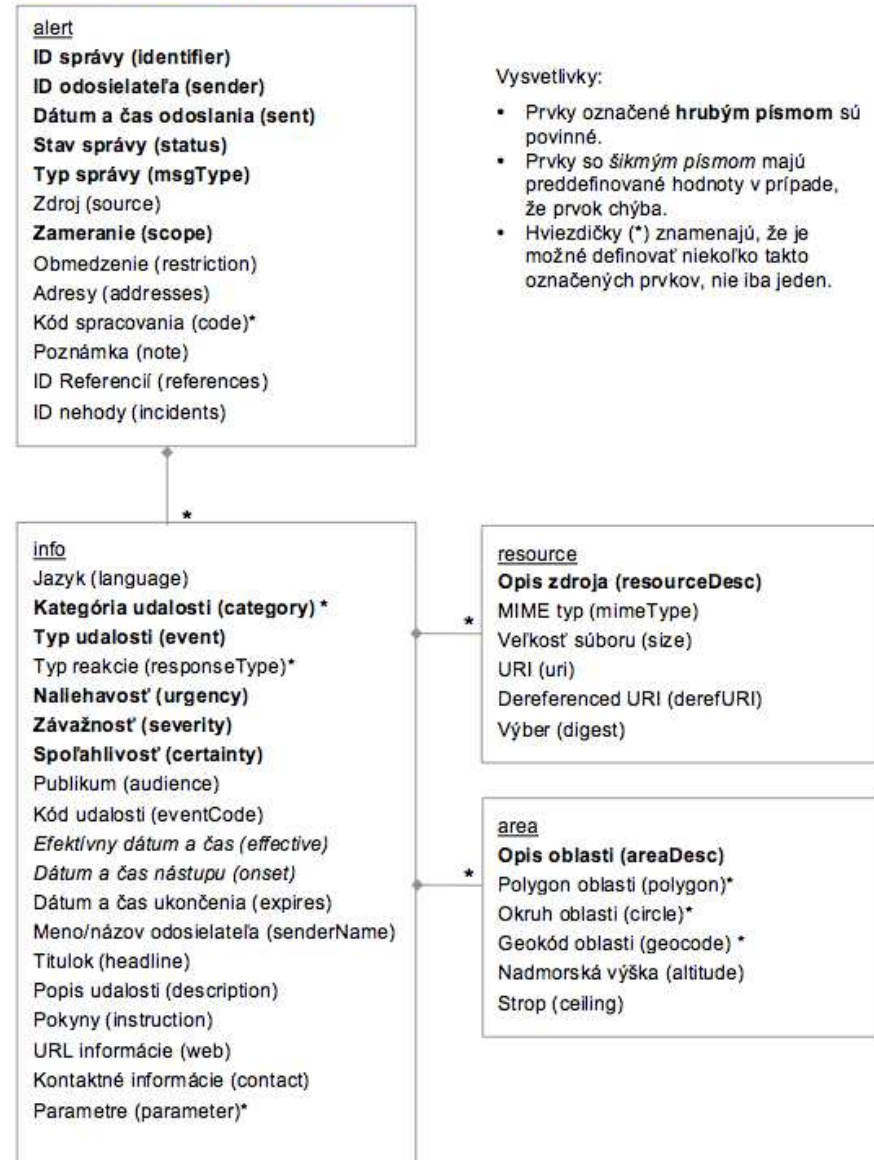 alert
ID správy (identifier)
ID odosielateľa (sender)
Dátum a čas odoslania (sent)
Stav správy (status)
Typ správy (msgType)
Zdroj (source)
Zameranie (scope)
Obmedzenie (restriction)
Adresy (addresses)
Kód spracovania (code)*
Poznámka (note)
ID Referencií (references)
ID nehody (incidents)
Vysvetlivky:
• Prvky označené hrubým písmom sú
povinné.
• Prvky so šikmým písmom majú
preddefinované hodnoty v prípade,
že prvok chýba.
• Hviezdičky (*) znamenajú, že je
možné definovať niekoľko takto
označených prvkov, nie iba jeden.
*
info
Jazyk (language)
Kategória udalosti (category) *
Typ udalosti (event)
Typ reakcie (responseType)*
Naliehavosť (urgency)
Závažnosť (severity)
Spoľahlivosť (certainty)
Publikum (audience)
Kód udalosti (eventCode)
Efektívny dátum a čas (effective)
Dátum a čas nástupu (onset)
Dátum a čas ukončenia (expires)
Meno/názov odosielateľa (senderName)
Titulok (headline)
Popis udalosti (description)
Pokyny (instruction)
URL informácie (web)
Kontaktné informácie (contact)
Parametre (parameter)*
*
resource
Opis zdroja (resourceDesc)
MIME typ (mimeType)
Veľkosť súboru (size)
URI (uri)
Dereferenced URI (derefURI)
Výber (digest)
*
area
Opis oblasti (areaDesc)
Polygon oblasti (polygon)*
Okruh oblasti (circle)*
Geokód oblasti (geocode) *
Nadmorská výška (altitude)
Strop (ceiling)